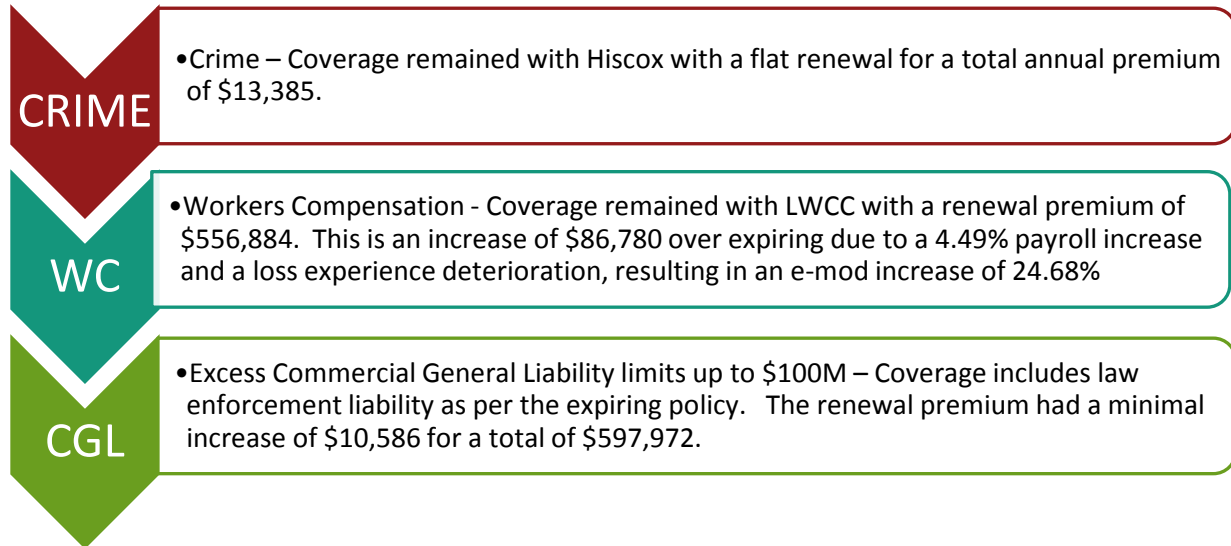 CRIME
•Crime – Coverage remained with Hiscox with a flat renewal for a total annual premium
of $13,385.
WC
•Workers Compensation - Coverage remained with LWCC with a renewal premium of
$556,884.  This is an increase of $86,780 over expiring due to a 4.49% payroll increase
and a loss experience deterioration, resulting in an e-mod increase of 24.68%
CGL
•Excess Commercial General Liability limits up to $100M – Coverage includes law
enforcement liability as per the expiring policy.   The renewal premium had a minimal
increase of $10,586 for a total of $597,972.